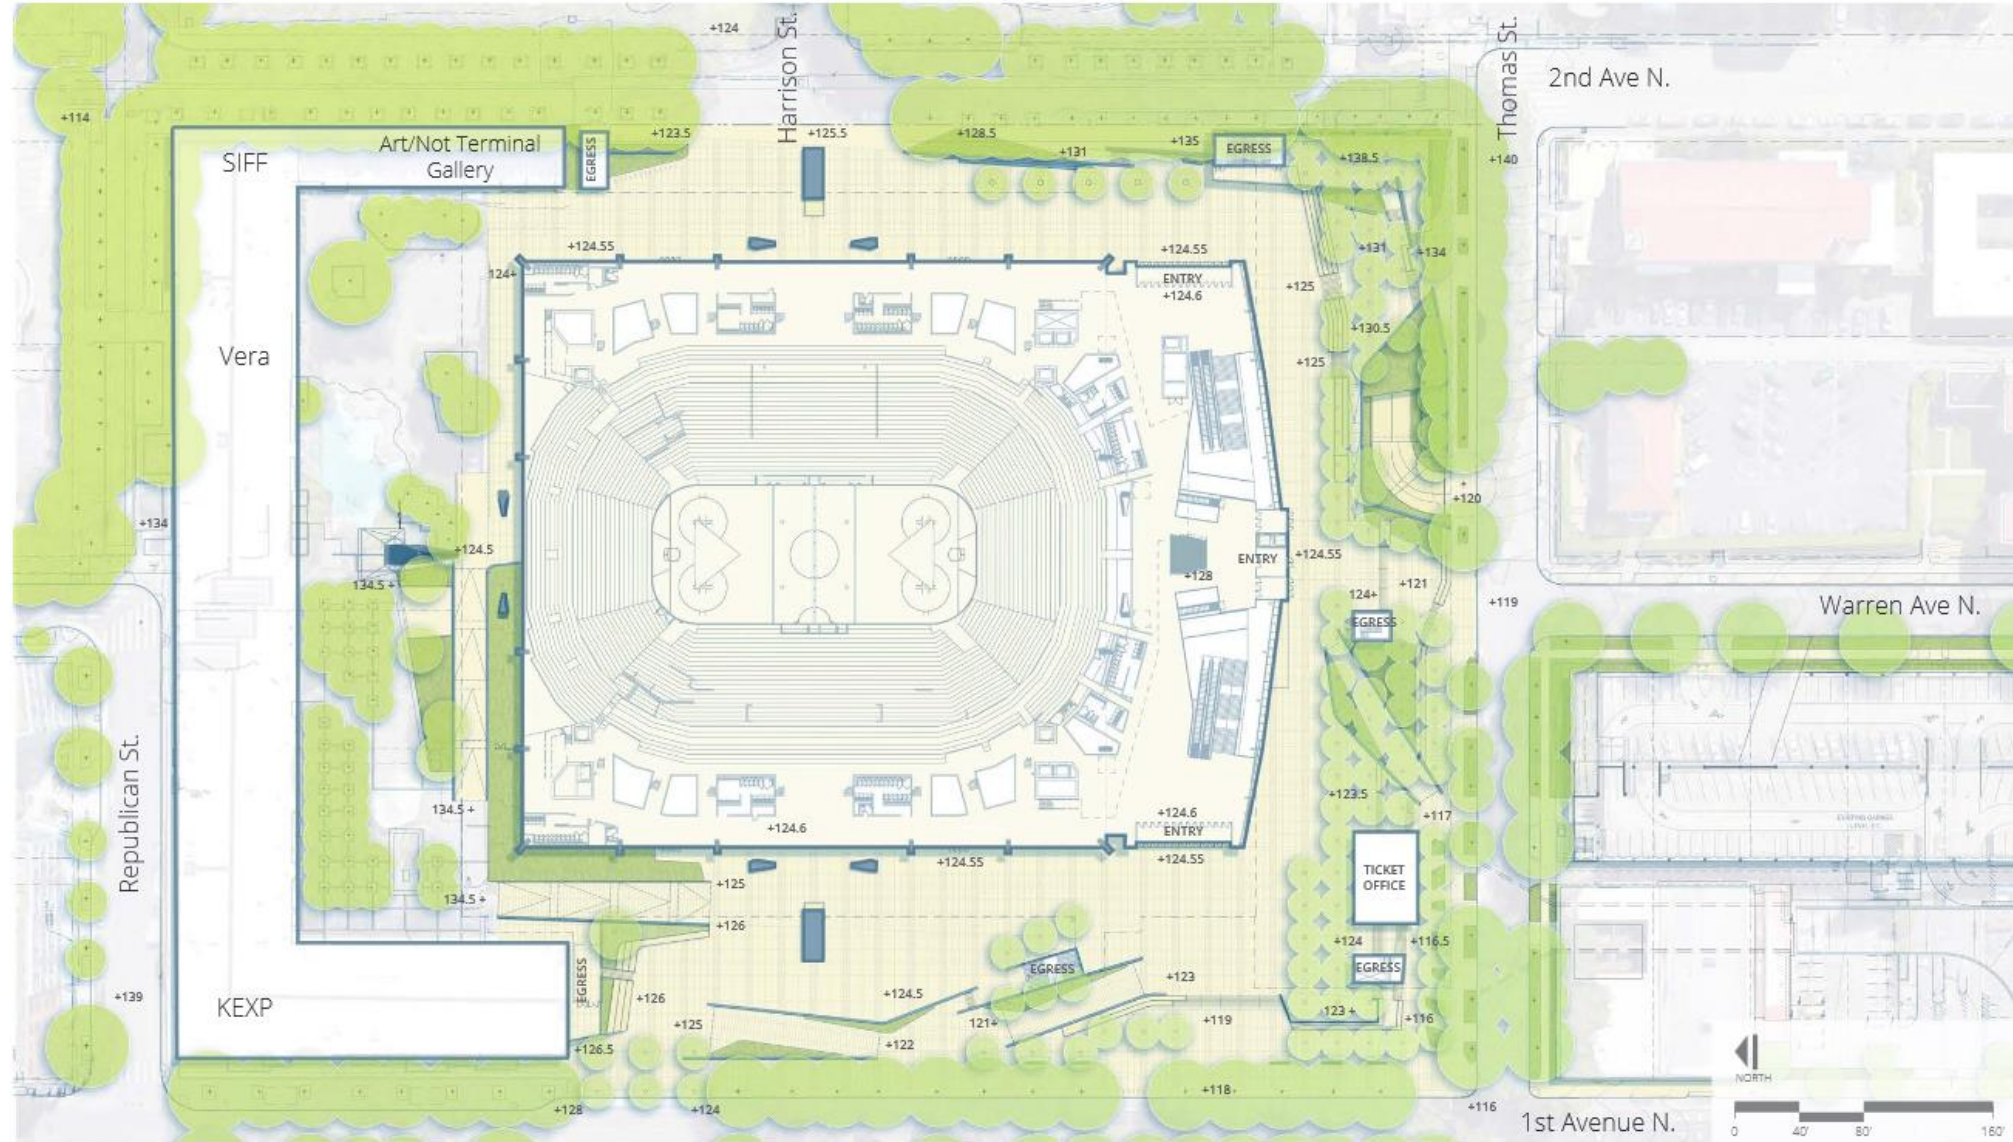 +124
Harrison St.
Thomas St.
2nd Ave N.
+114
+123.5
+125.5
+128.5
+131
+135
EGRESS
+138.5
+140
SIFF
Art/Not Terminal
Gallery
EGRESS
+124.55
124+
+124.55
ENTRY
+124.6
+125
+131
+134
+130.5
+125
Vera
+120
+134
+124.5
134.5 +
ENTRY
+124.55
+128
+121
124+
EGRESS
+119
Warren Ave N.
Republican St.
134.5 +
+124.6
+124.6
ENTRY
+124.55
+124.55
+123.5
+117
TICKET
OFFICE
134.5 +
+125
+126
+124
+116.5
EGRESS
EGRESS
EGRESS
+123
+139
KEXP
+126
+124.5
+125
121+
+119
123 +
+116
+122
+126.5
+118
+128
+124
+116
1st Avenue N.
NORTH
0 40' 80' 160'